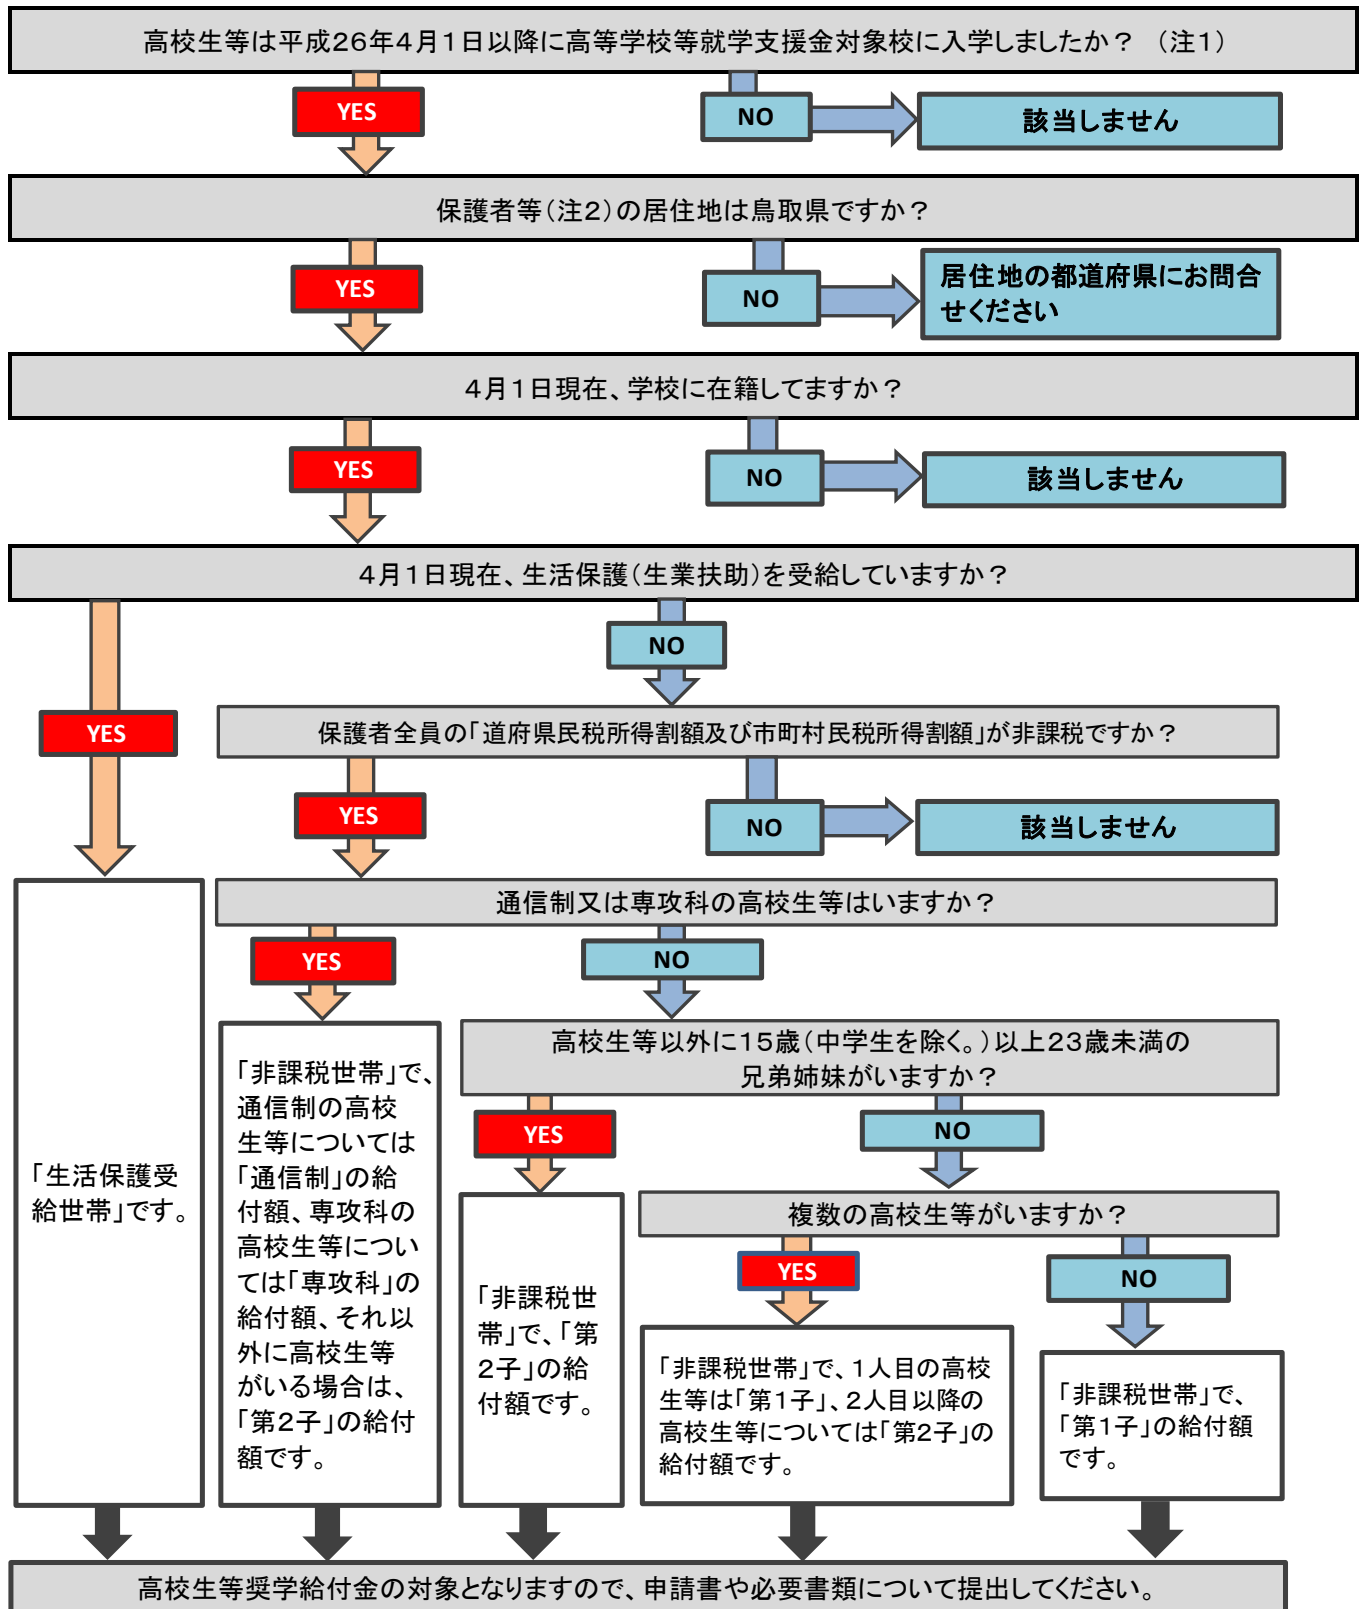 高校生等は平成26年4月1日以降に高等学校等就学支援金対象校に入学しましたか？　（注1）
YES
NO
該当しません
保護者等（注2）の居住地は鳥取県ですか？
YES
NO
居住地の都道府県にお問合
せください
4月1日現在、学校に在籍してますか？
YES
NO
該当しません
4月1日現在、生活保護（生業扶助）を受給していますか？
NO
YES
保護者全員の「道府県民税所得割額及び市町村民税所得割額」が非課税ですか？
YES
NO
該当しません
通信制又は専攻科の高校生等はいますか？
YES
NO
高校生等以外に15歳（中学生を除く。）以上23歳未満の
兄弟姉妹がいますか？
YES
NO
複数の高校生等がいますか？
YES
NO
「生活保護受
給世帯」です。
「非課税世帯」で、
通信制の高校
生等については
「通信制」の給
付額、専攻科の
高校生等につい
ては「専攻科」の
給付額、それ以
外に高校生等
がいる場合は、
「第2子」の給付
額です。
「非課税世
帯」で、「第
2子」の給
付額です。
「非課税世帯」で、1人目の高校
生等は「第1子」、2人目以降の
高校生等については「第2子」の
給付額です。
「非課税世帯」で、
「第1子」の給付額
です。
高校生等奨学給付金の対象となりますので、申請書や必要書類について提出してください。